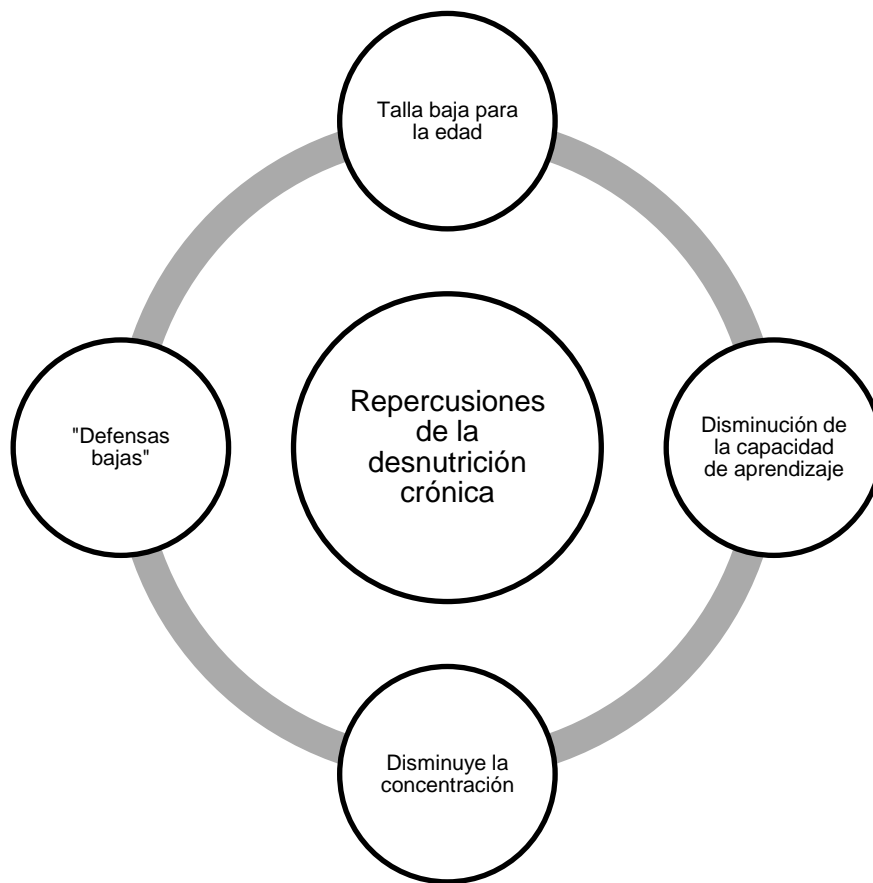 Talla baja para
la edad
Repercusiones
de la
desnutrición
crónica
"Defensas
bajas"
Disminución de
la capacidad
de aprendizaje
Disminuye la
concentración